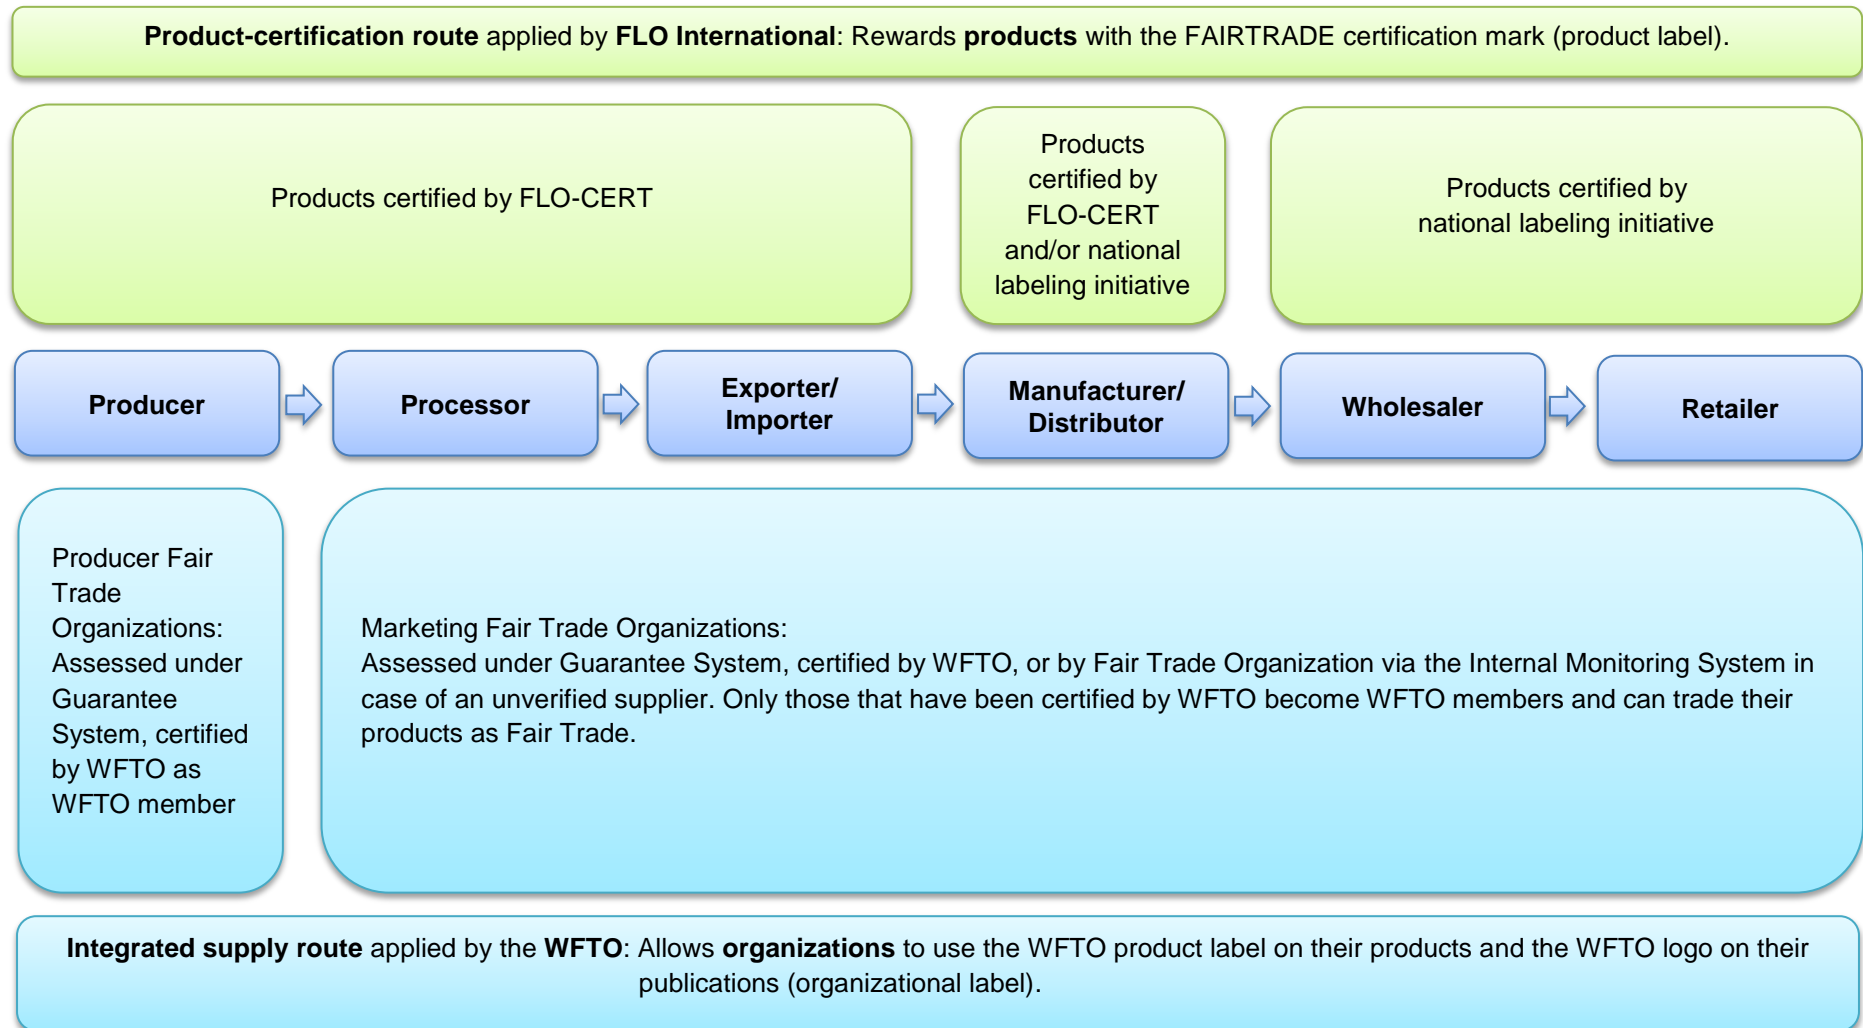 Product-certification route applied by FLO International: Rewards products with the FAIRTRADE certification mark (product label).
Products certified by FLO-CERT
Products
certified by
FLO-CERT
and/or national
labeling initiative
Products certified by
national labeling initiative
Producer
Processor
Exporter/
Importer
Manufacturer/
Distributor
Wholesaler
Retailer
Producer Fair
Trade
Organizations:
Assessed under
Guarantee
System, certified
by WFTO as
WFTO member
Marketing Fair Trade Organizations:
Assessed under Guarantee System, certified by WFTO, or by Fair Trade Organization via the Internal Monitoring System in
case of an unverified supplier. Only those that have been certified by WFTO become WFTO members and can trade their
products as Fair Trade.
Integrated supply route applied by the WFTO: Allows organizations to use the WFTO product label on their products and the WFTO logo on their
publications (organizational label).